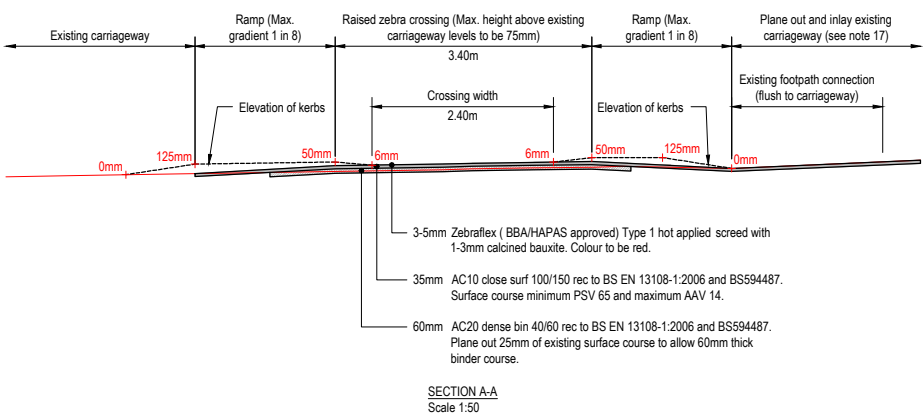 Existing carriageway
Ramp (Max.
gradient 1 in 8)
Raised zebra crossing (Max. height above existing
carriageway levels to be 75mm)
3.40m
Ramp (Max.
gradient 1 in 8)
Plane out and inlay existing
carriageway (see note 17)
Elevation of kerbs
Crossing width
2.40m
Elevation of kerbs
Existing footpath connection
(flush to carriageway)
0mm
125mm
50mm
6mm
6mm
50mm
125mm
0mm
3-5mm Zebraflex ( BBA/HAPAS approved) Type 1 hot applied screed with
1-3mm calcined bauxite. Colour to be red.
35mm AC10 close surf 100/150 rec to BS EN 13108-1:2006 and BS594487.
Surface course minimum PSV 65 and maximum AAV 14.
60mm AC20 dense bin 40/60 rec to BS EN 13108-1:2006 and BS594487.
Plane out 25mm of existing surface course to allow 60mm thick
binder course.
SECTION A-A
Scale 1:50